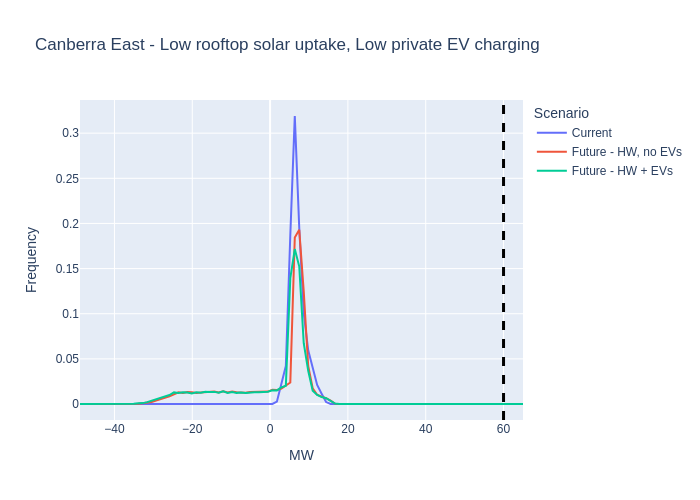 Canberra East - Low rooftop solar uptake, Low private EV charging
Scenario
Current
Future - HW, no EVs
Future - HW + EVs
Frequency
0.3
0.25
0.2
0.15
0.1
0.05
0
−40
−20
0
20
40
60
MW